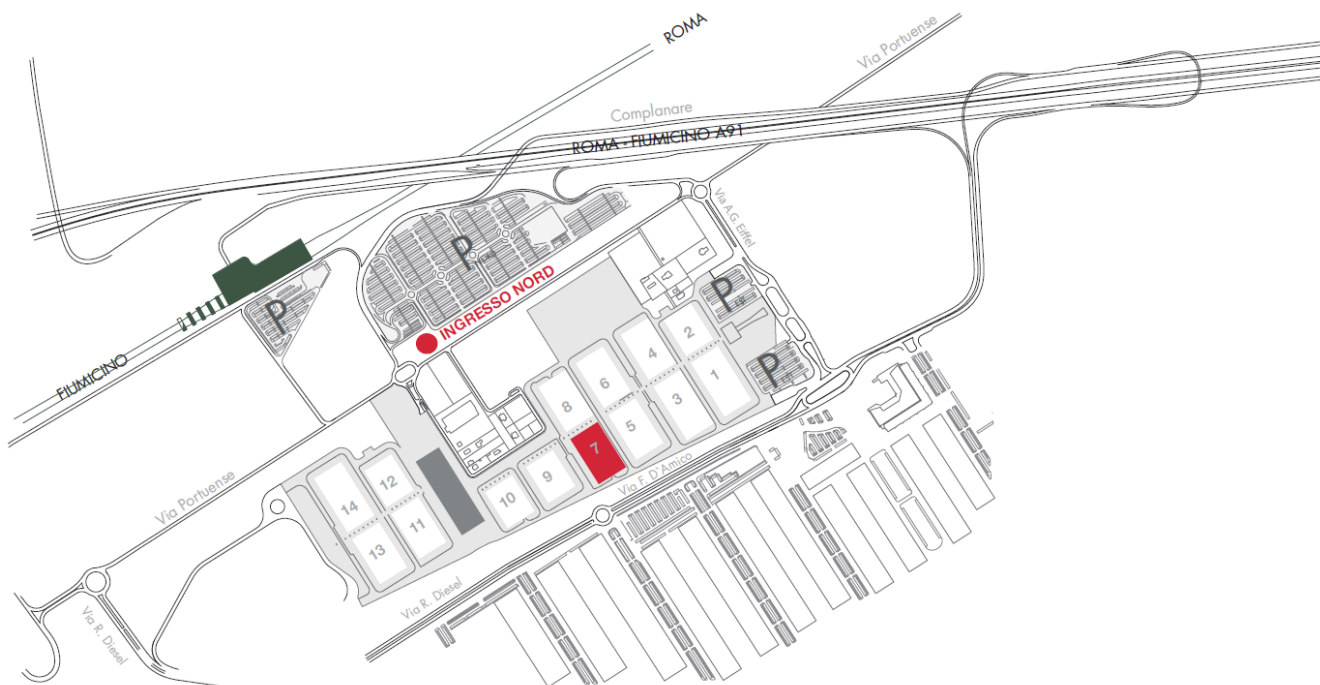 ROMA
Via Portuense
Complanare
ROMA - FIUMICINO A91
Via A.G. Eiffel
P
P
INGRESSO NORD
P
P
FIUMICINO
2
4
1
6
3
8
5
7
Via F. D'Amico
9
10
12
14
11
13
Via Portuense
Via R. Diesel
Via R. Diesel